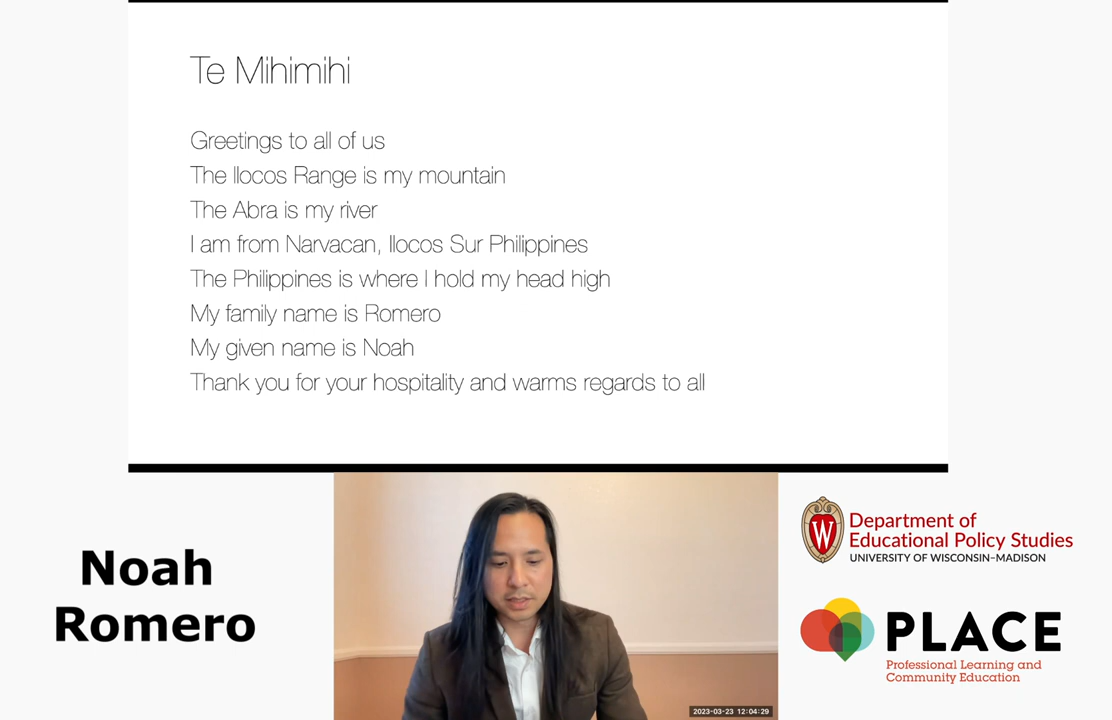 Te Mihimihi
Greetings to all of us
The Ilocos Range is my mountain
The Abra is my river
I am from Narvacan, Ilocos Sur Philippines
The Philippines is where I hold my head high
My family name is Romero
My given name is Noah
Thank you for your hospitality and warms regards to all
Noah
Romero
2023-03-23 12:04:29
W
Department of
Educational Policy Studies
UNIVERSITY OF WISCONSIN–MADISON
PLACE
Professional Learning and
Community Education